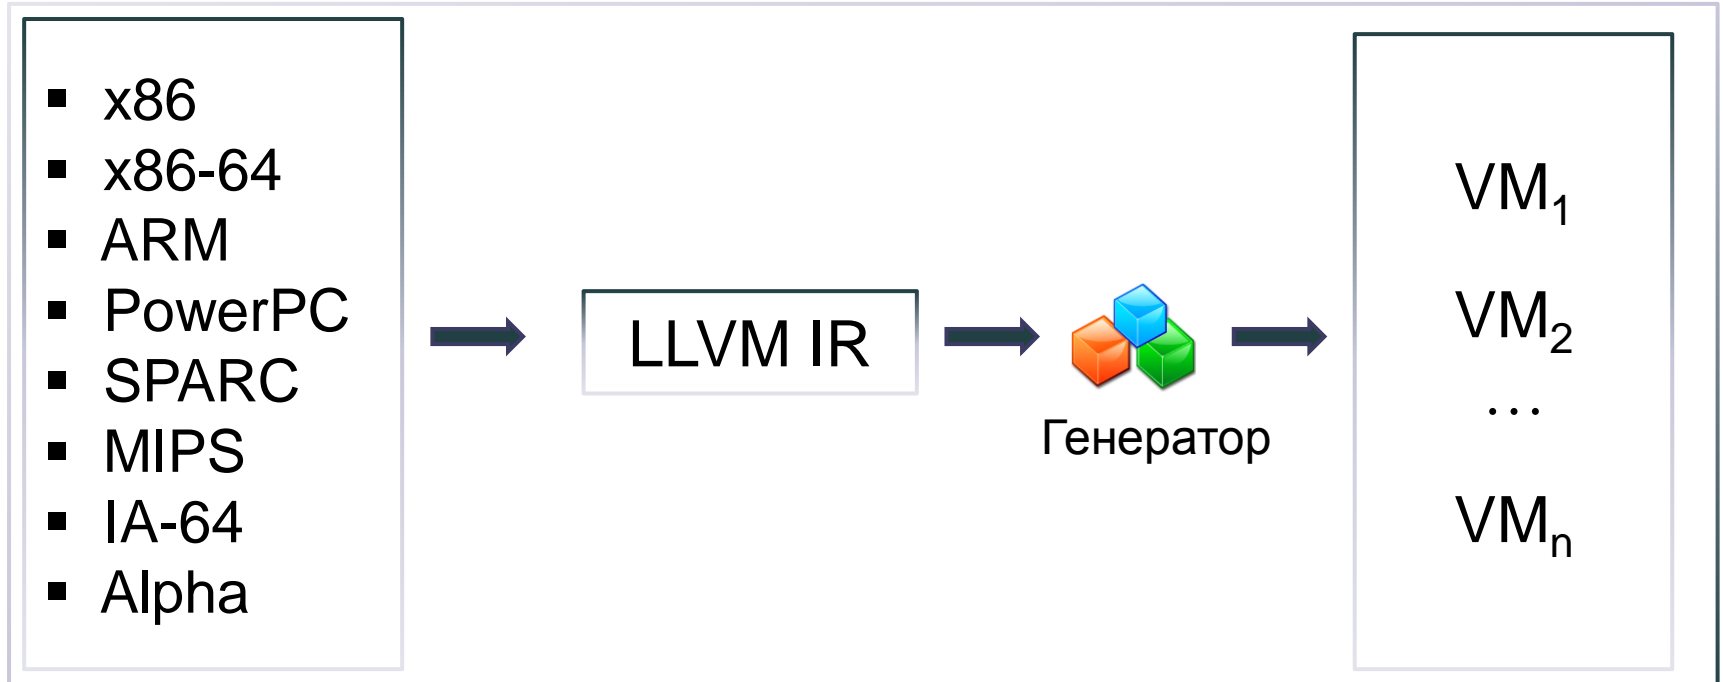 x86
x86-64
ARM
PowerPC
SPARC
MIPS
IA-64
Alpha
LLVM IR
Генератор
VM₁
VM₂
...
VMₙ